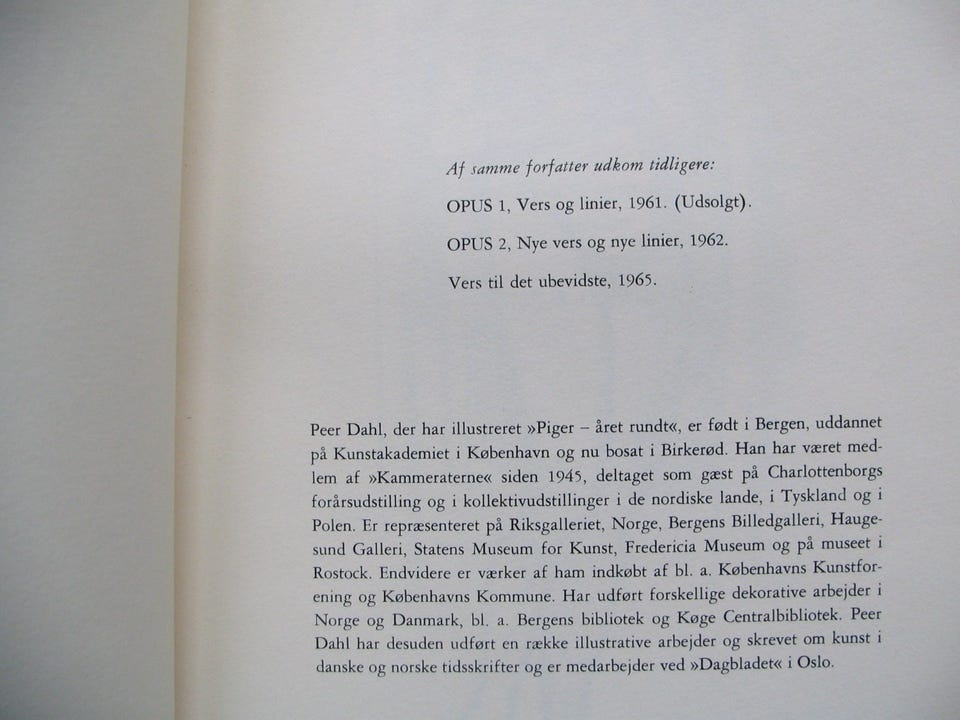 Af samme forfatter udkom tidligere:
OPUS 1, Vers og linier, 1961. (Udsolgt).
OPUS 2, Nye vers og nye linier, 1962.
Vers til det ubevidste, 1965.
Peer Dahl, der har illustreret »Piger – året rundt«, er født i Bergen, uddannet
på Kunstakademiet i København og nu bosat i Birkerød. Han har været med-
lem af »Kammeraterne« siden 1945, deltaget som gæst på Charlottenborgs
forårsudstilling og i kollektivudstillinger i de nordiske lande, i Tyskland og i
Polen. Er repræsenteret på Riksgalleriet, Norge, Bergens Billedgalleri, Hauge-
sund Galleri, Statens Museum for Kunst, Fredericia Museum og på museet i
Rostock. Endvidere er værker af ham indkøbt af bl. a. Københavns Kunstfor-
ening og Københavns Kommune. Har udført forskellige dekorative arbejder i
Norge og Danmark, bl. a. Bergens bibliotek og Køge Centralbibliotek. Peer
Dahl har desuden udført en række illustrative arbejder og skrevet om kunst i
danske og norske tidsskrifter og er medarbejder ved »Dagbladet« i Oslo.